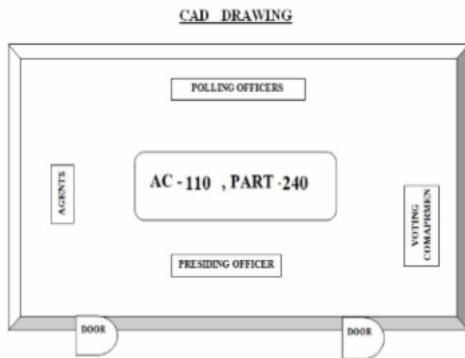 CAD DRAWING
POLLING OFFICERS
AC - 110 , PART -240
AGENTS
VOTING
COMAPRMEN
PRESIDING OFFICER
DOOR
DOOR